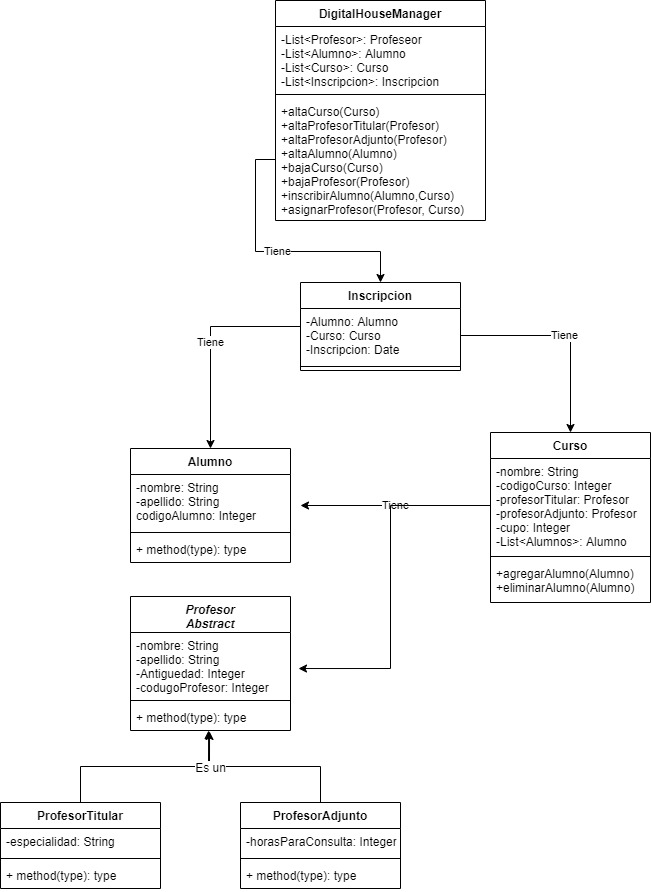 DigitalHouseManager
-List<Profesor>: Profeseor
-List<Alumno>: Alumno
-List<Curso>: Curso
-List<Inscripcion>: Inscripcion
+altaCurso(Curso)
+altaProfesorTitular(Profesor)
+altaProfesorAdjunto(Profesor)
+altaAlumno(Alumno)
+bajaCurso(Curso)
+bajaProfesor(Profesor)
+inscribirAlumno(Alumno,Curso)
+asignarProfesor(Profesor, Curso)
Tiene
Inscripcion
-Alumno: Alumno
-Curso: Curso
-Inscripcion: Date
Tiene
Tiene
Alumno
-nombre: String
-apellido: String
codigoAlumno: Integer
+ method(type): type
Curso
-nombre: String
-codigoCurso: Integer
-profesorTitular: Profesor
-profesorAdjunto: Profesor
-cupo: Integer
-List<Alumnos>: Alumno
+agregarAlumno(Alumno)
+eliminarAlumno(Alumno)
Tiene
Profesor
Abstract
-nombre: String
-apellido: String
-Antiguedad: Integer
-codugoProfesor: Integer
+ method(type): type
Es un
ProfesorTitular
-especialidad: String
+ method(type): type
ProfesorAdjunto
-horasParaConsulta: Integer
+ method(type): type